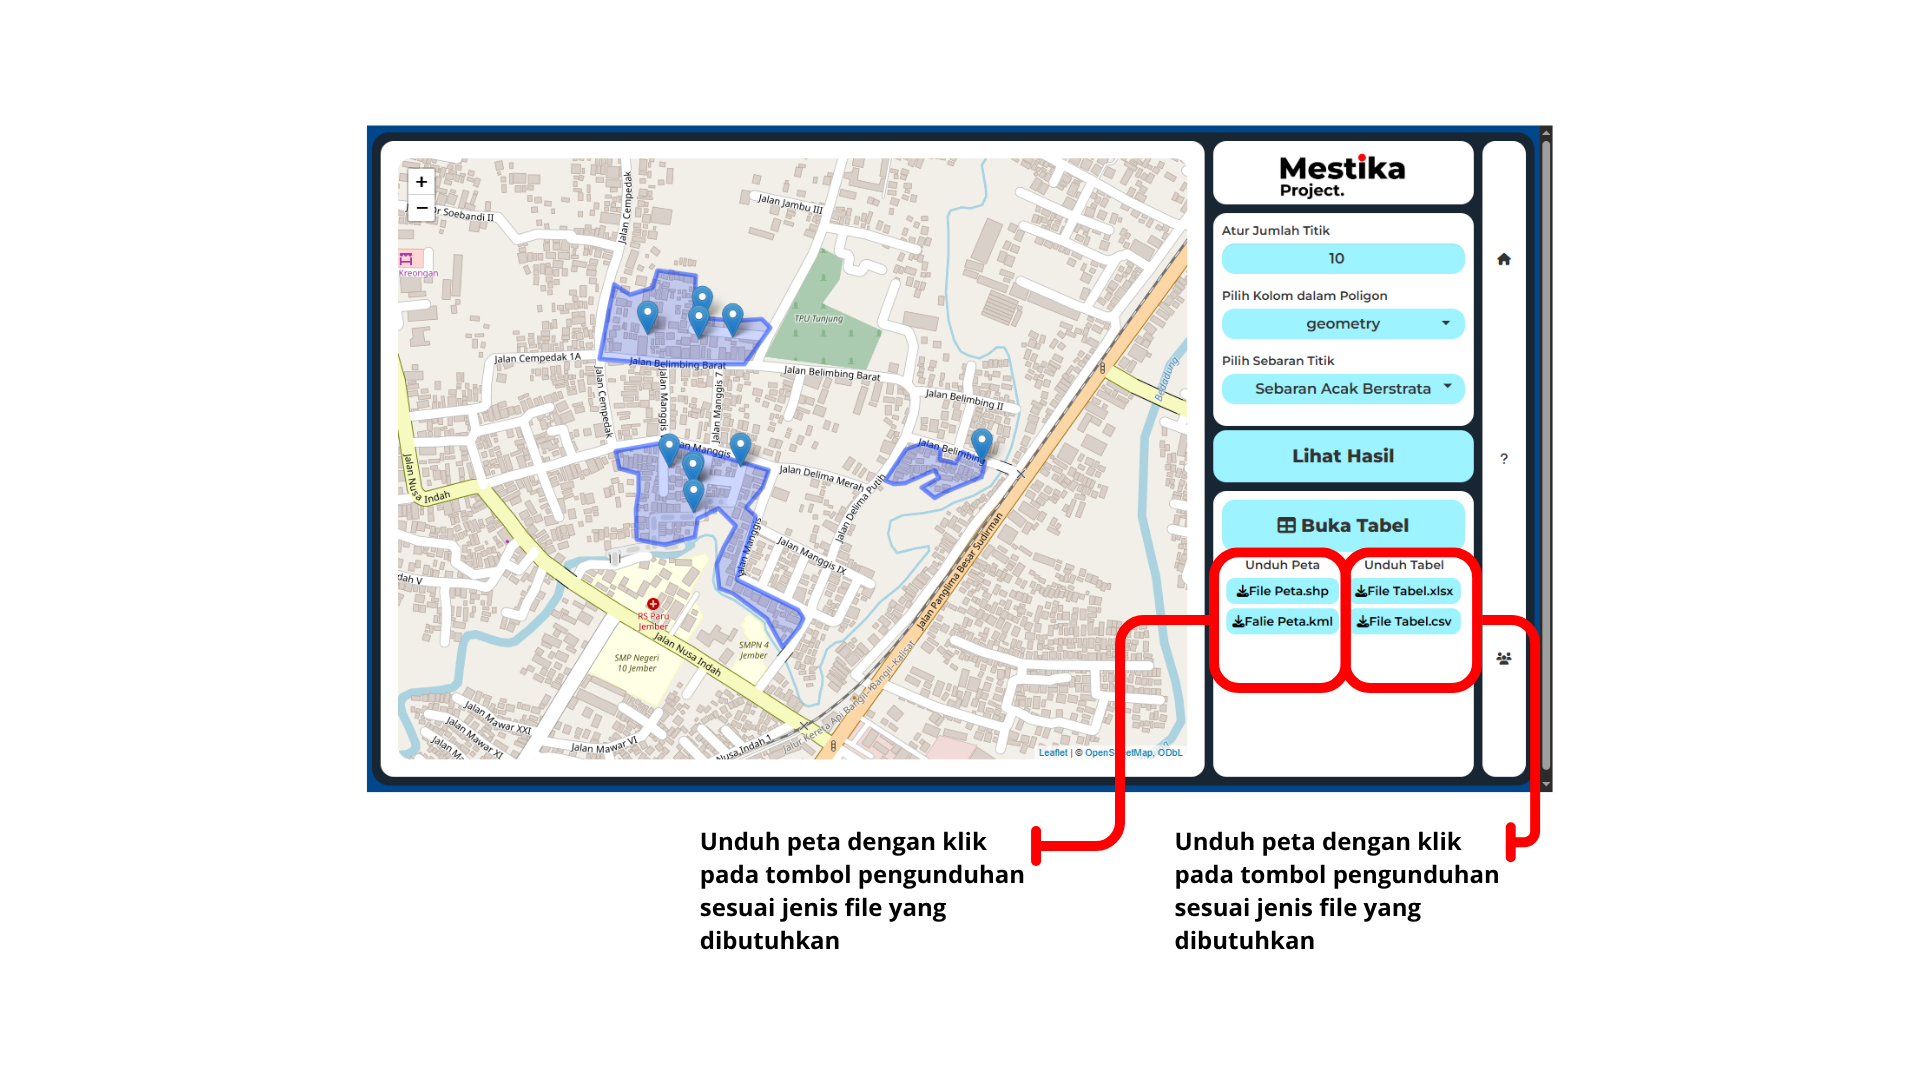 +
−
Soebandi II
Jalan Cempedak
Jalan Jambu III
Kreongan
TPU Tunjung
Jalan Cempedak 1A
Jalan Belimbing Barat
Jalan Belimbing Barat
Jalan Cempedak
Jalan Manggis
Jalan Manggis 7
Jalan Belimbing II
Bedadung
Jalan Belimbing
Jalan Nusa Indah
Jalan Delima Merah
Jalan Delima Putih
Jalan Manggis
Jalan Manggis IX
Jalan Panglima Besar Sudirman
RS Paru
Jember
Jalan Nusa Indah
SMPN 4
Jember
SMP Negeri
10 Jember
Jalur Kereta Api Bangil-Kalisat
Jalan Mawar XXI
Jalan Mawar XI
Jalan Mawar VI
Nusa Indah 1
Leaflet | © OpenStreetMap, ODbL
Mestika
Project.
Atur Jumlah Titik
10
Pilih Kolom dalam Poligon
geometry
Pilih Sebaran Titik
Sebaran Acak Berstrata
Lihat Hasil
?
Buka Tabel
Unduh Peta
File Peta.shp
Falie Peta.kml
Unduh Tabel
File Tabel.xlsx
File Tabel.csv
Unduh peta dengan klik
pada tombol pengunduhan
sesuai jenis file yang
dibutuhkan
Unduh peta dengan klik
pada tombol pengunduhan
sesuai jenis file yang
dibutuhkan